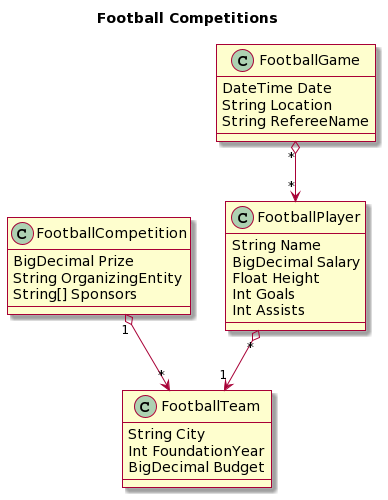 Football Competitions
C FootballGame
DateTime Date
String Location
String RefereeName
*
*
C FootballCompetition
BigDecimal Prize
String OrganizingEntity
String[] Sponsors
C FootballPlayer
String Name
BigDecimal Salary
Float Height
Int Goals
Int Assists
1
*
*
1
C FootballTeam
String City
Int FoundationYear
BigDecimal Budget